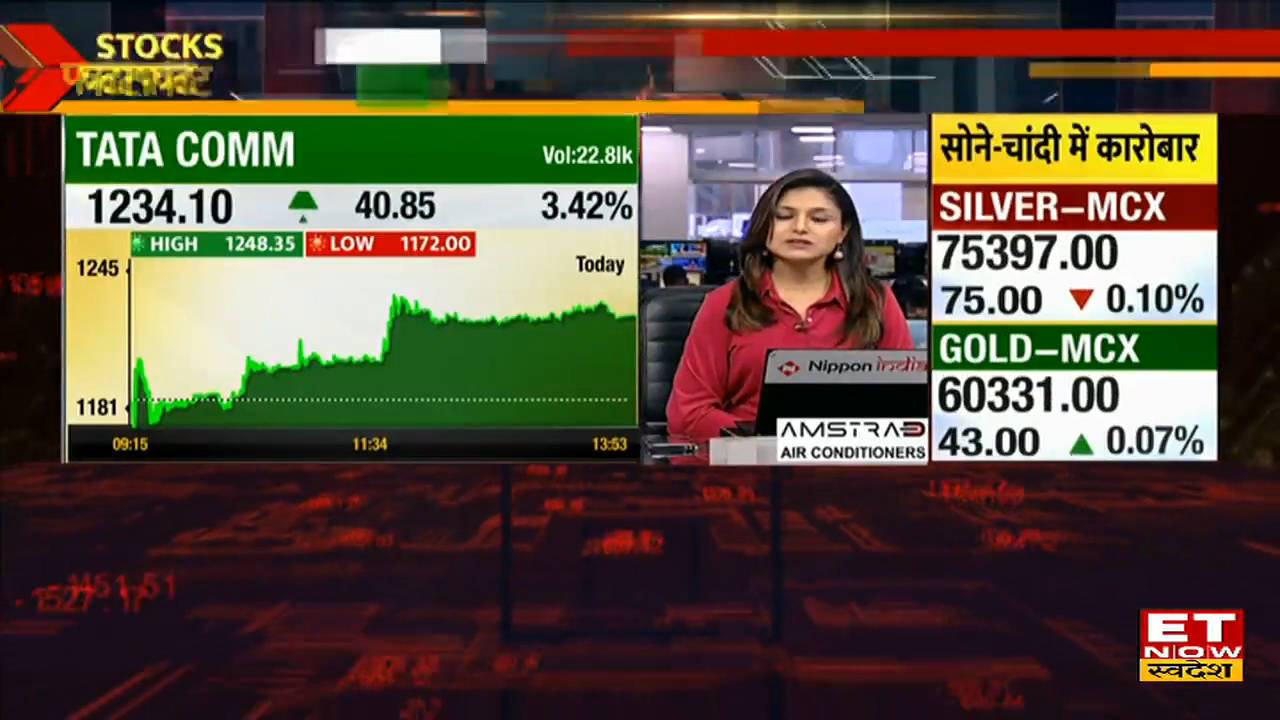 STOCKS
TATA COMM
Vol:22.8lk
1234.10 40.85 3.42%
HIGH 1248.35 LOW 1172.00
1245
Today
1181
09:15 11:34 13:53
Nippon india
AMSTRAD
AIR CONDITIONERS
सोने-चांदी में कारोबार
SILVER-MCX
75397.00
75.00 0.10%
GOLD-MCX
60331.00
43.00 0.07%
ET
NOW
स्वदेश